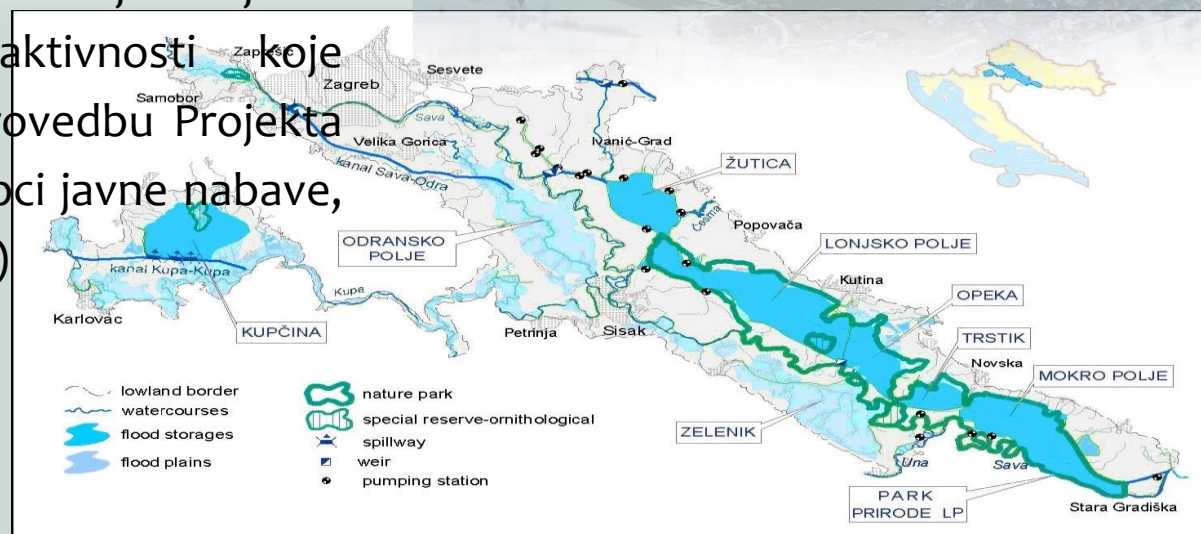 aktivnosti koje
ovedbu Projekta
oci javne nabave,
)
Zaprešić
Samobor
Zagreb
Sesvete
Sava
Velika Gorica
kanal Sava-Odra
Ivanić-Grad
ŽUTICA
Česma
Popovača
ODRANSKO
POLJE
LONJSKO POLJE
Kutina
OPEKA
TRSTIK
Novska
MOKRO POLJE
kanal Kupa-Kupa
Karlovac
KUPČINA
Kupa
Petrinja
Sisak
ZELENIK
Una
Sava
PARK
PRIRODE LP
Stara Gradiška
lowland border
watercourses
flood storages
flood plains
nature park
special reserve-ornithological
spillway
weir
pumping station